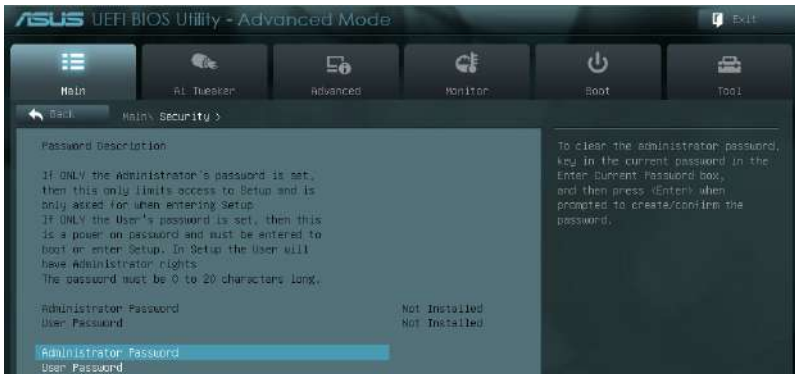 ASUS UEFI BIOS Utility - Advanced Mode
Exit
Main
Ai Tweaker
Advanced
Monitor
Boot
Tool
Back
Main\ Security >
Password Description
If ONLY the Administrator's password is set,
then this only limits access to Setup and is
only asked for when entering Setup
If ONLY the User's password is set, then this
is a power on password and must be entered to
boot or enter Setup. In Setup the User will
have Administrator rights
The password must be 0 to 20 characters long.
Administrator Password Not Installed
User Password Not Installed
Administrator Password
User Password
To clear the administrator password,
key in the current password in the
Enter Current Password box,
and then press <Enter> when
prompted to create/confirm the
password.